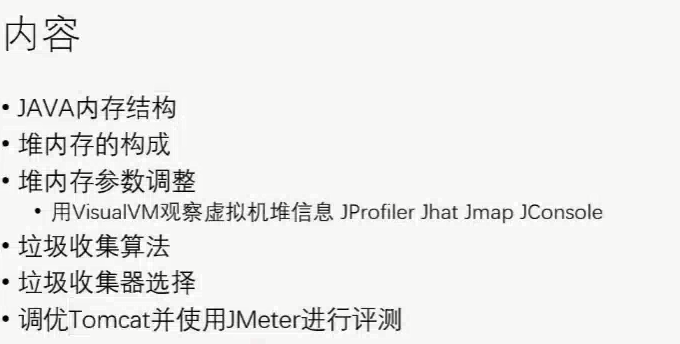 内容
• JAVA内存结构
• 堆内存的构成
• 堆内存参数调整
• 用VisualVM观察虚拟机堆信息 JProfiler Jhat Jmap JConsole
• 垃圾收集算法
• 垃圾收集器选择
• 调优Tomcat并使用JMeter进行评测